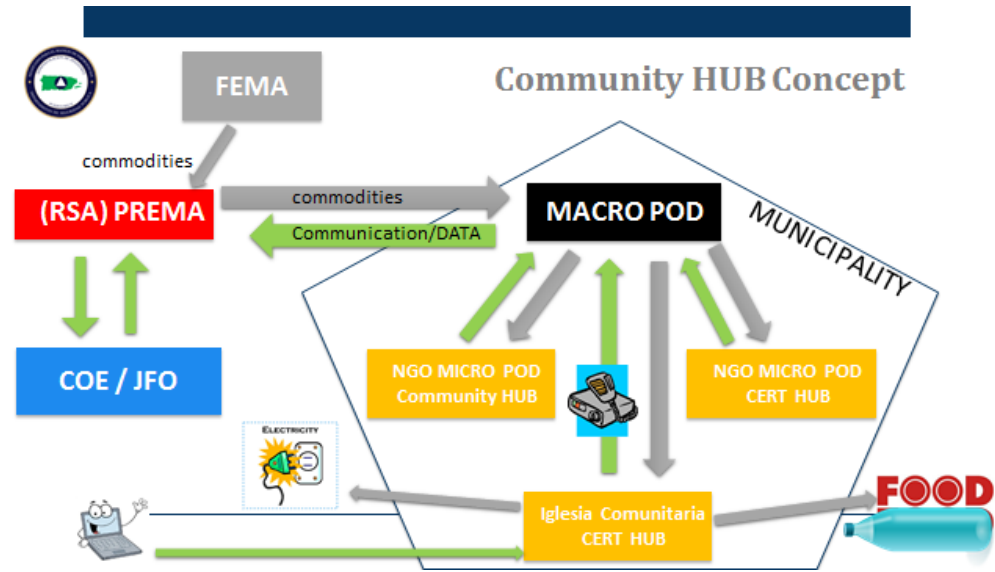 Community HUB Concept
FEMA
commodities
(RSA) PREMA
commodities
Communication/DATA
MACRO POD
MUNICIPALITY
COE / JFO
NGO MICRO POD
Community HUB
NGO MICRO POD
CERT HUB
ELECTRICITY
Iglesia Comunitaria
CERT HUB
FOOD